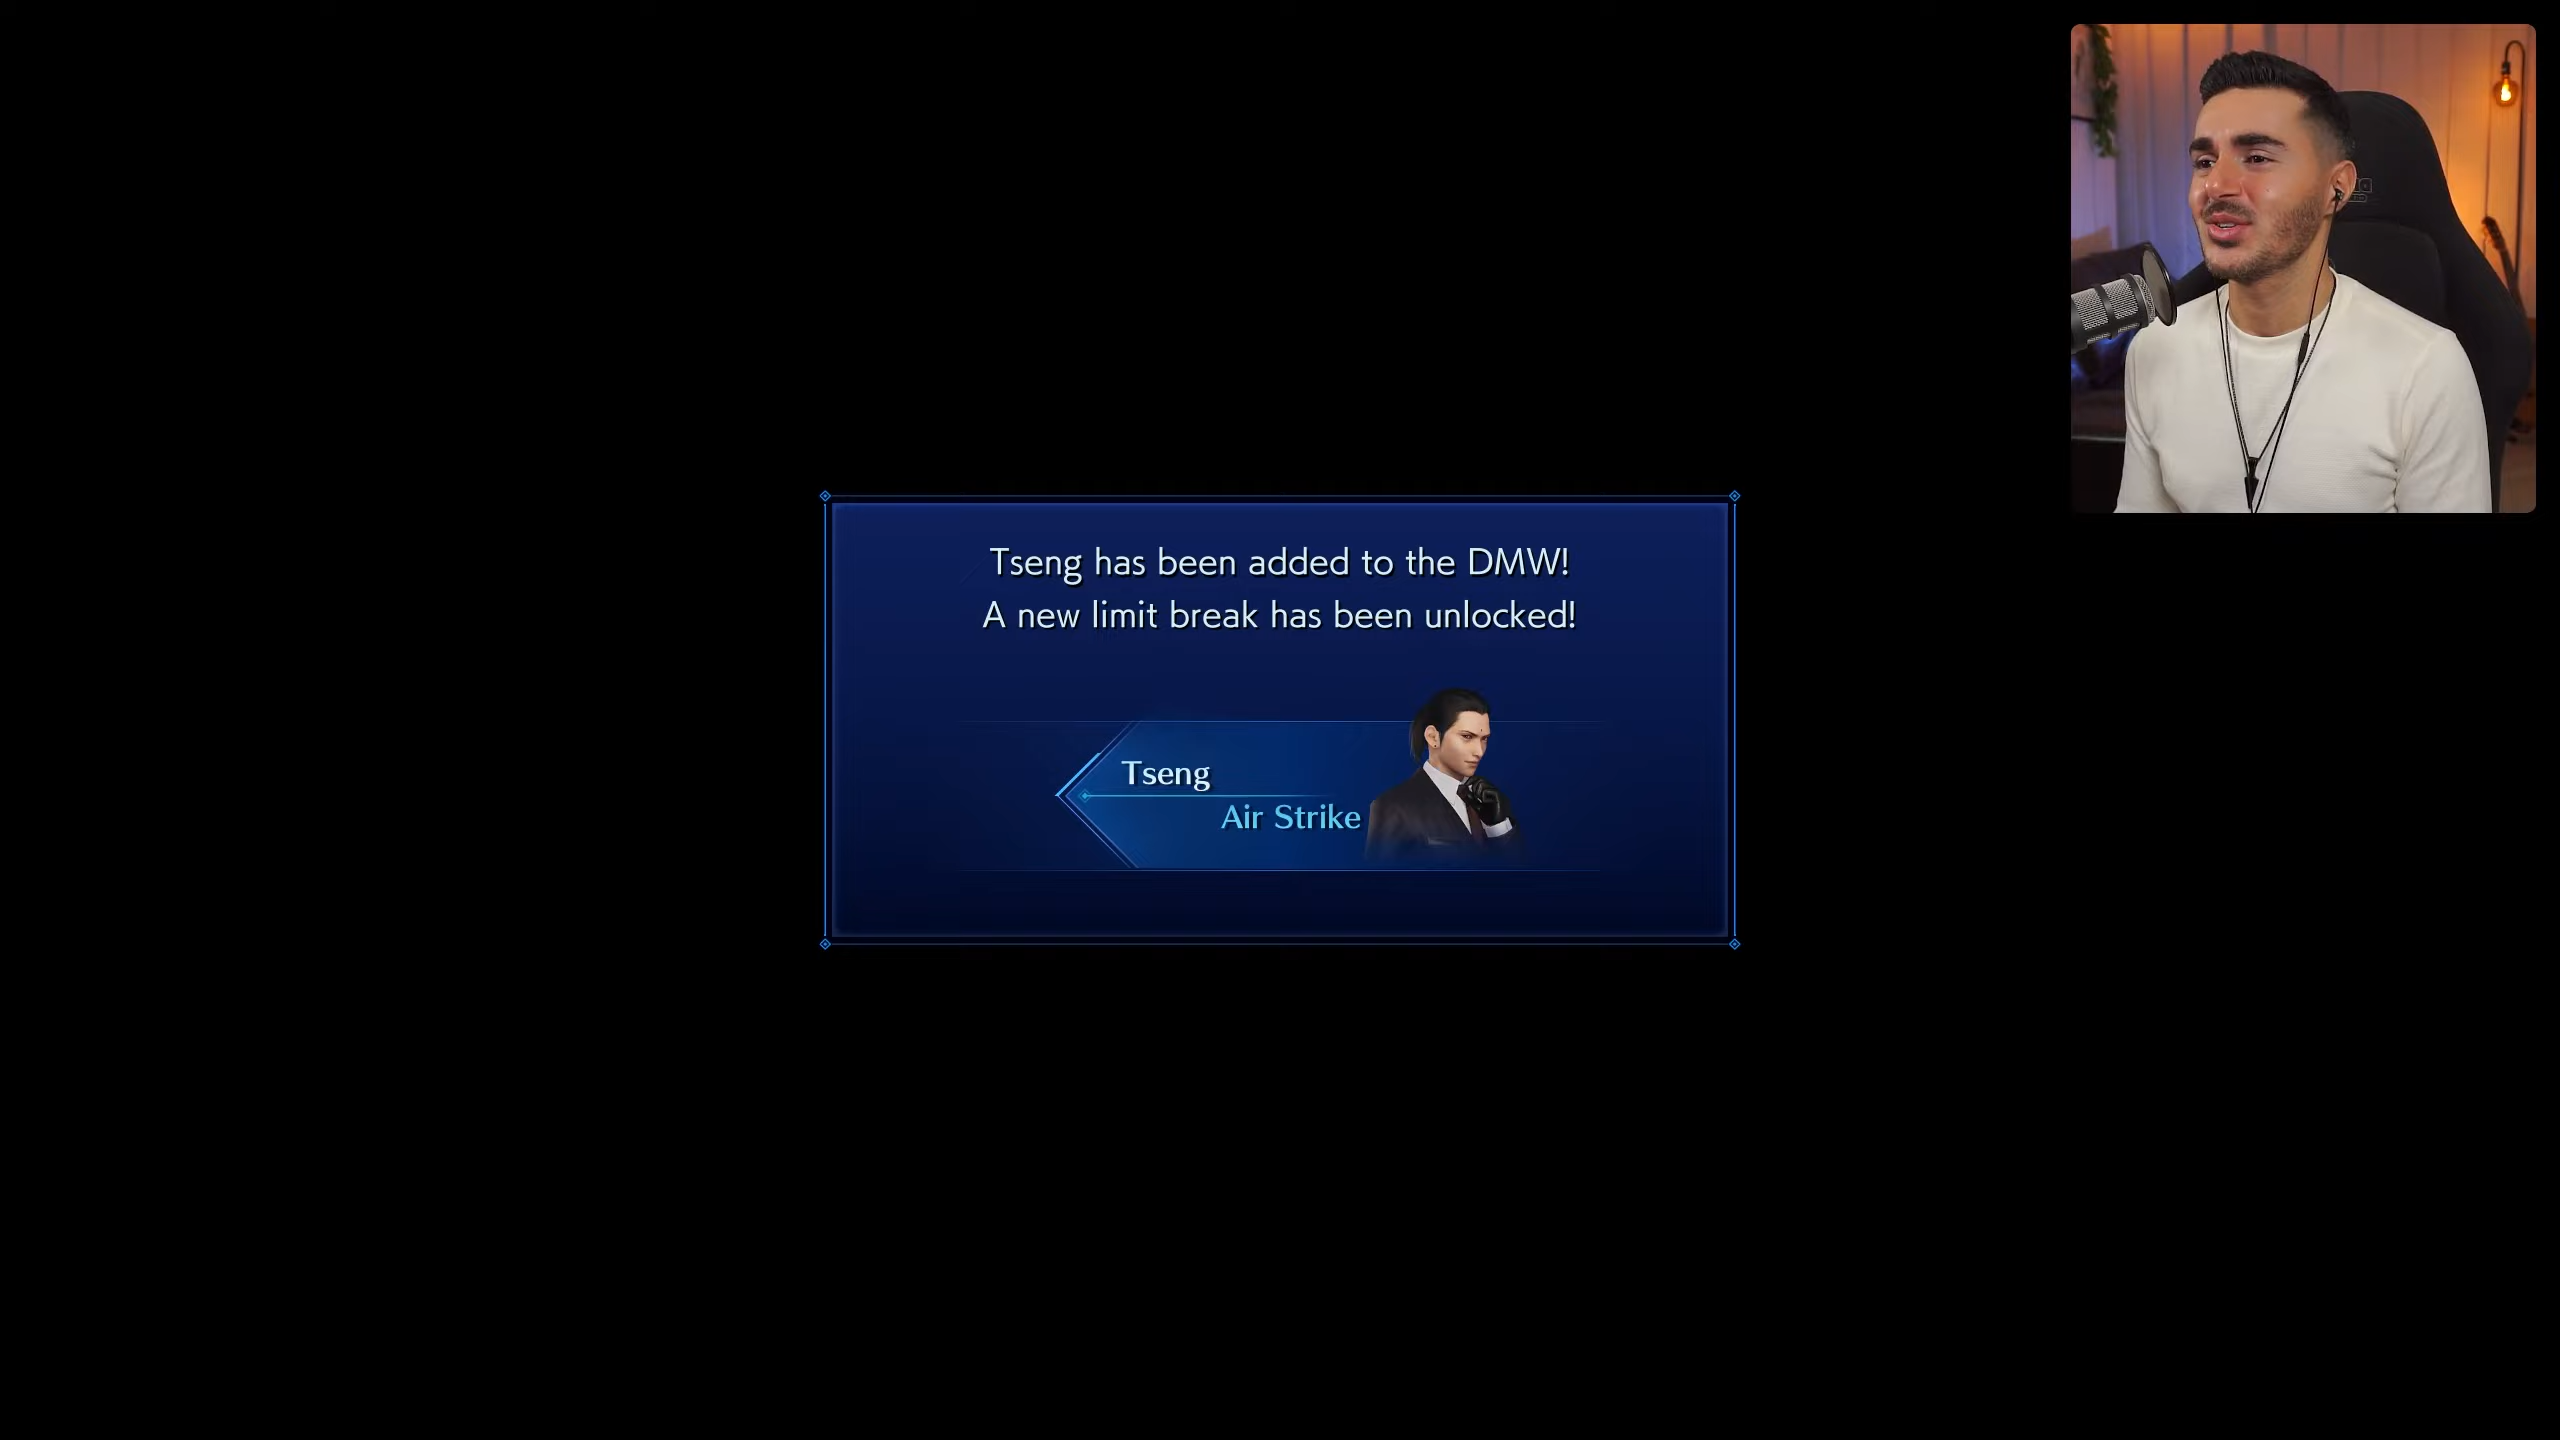 Tseng has been added to the DMW!
A new limit break has been unlocked!
Tseng
Air Strike